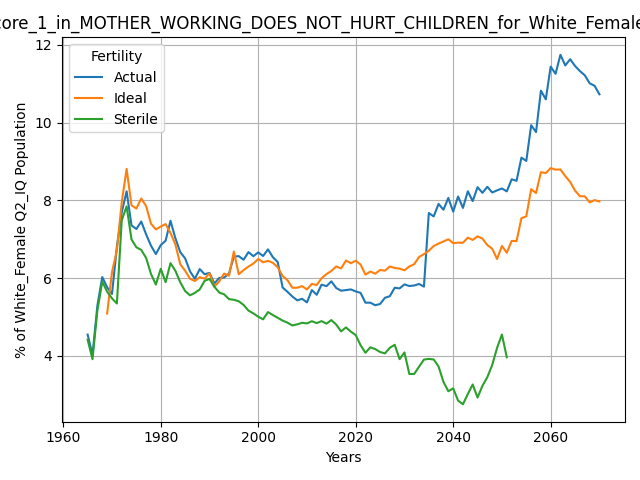 core_1_in_MOTHER_WORKING_DOES_NOT_HURT_CHILDREN_for_White_Female
Fertility
Actual
Ideal
Sterile
% of White_Female Q2_IQ Population
12
10
8
6
4
1960 1980 2000 2020 2040 2060
Years